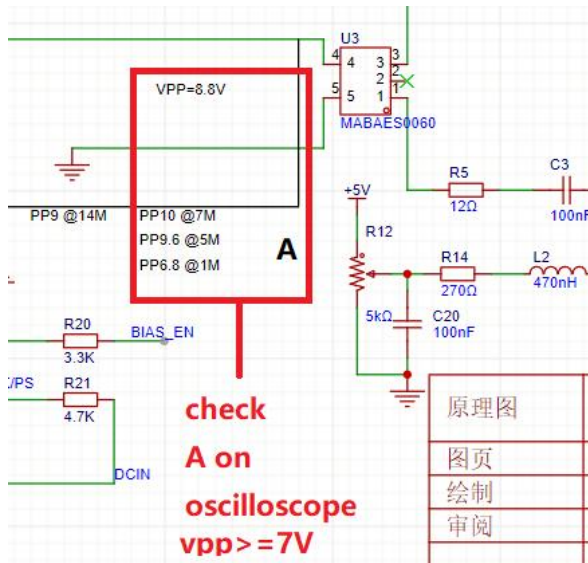 U3
4
3
2
5
1
VPP=8.8V
4 3
2
5 1
MABAES0060
R5
12Ω
C3
100nF
+5V
R12
PP9 @14M
PP10 @7M
PP9.6 @5M
PP6.8 @1M
A
R14
270Ω
L2
470nH
5kΩ
C20
100nF
R20
3.3K
BIAS_EN
/PS
R21
4.7K
DCIN
check
A on
oscilloscope
vpp>=7V
原理图
图页
绘制
审阅